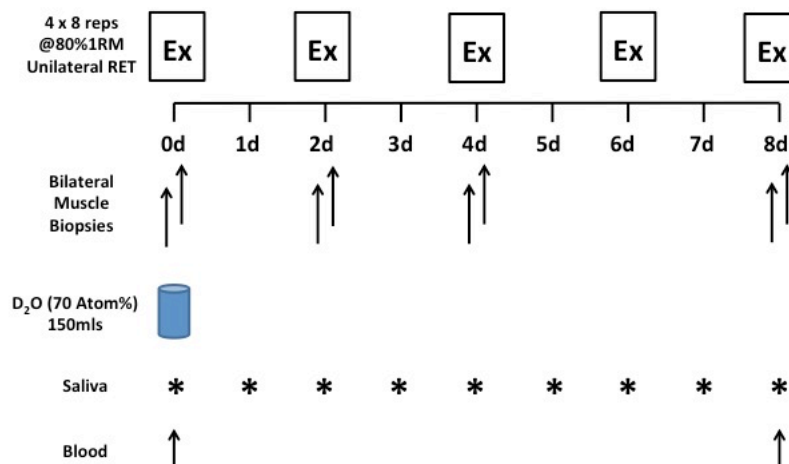 4 x 8 reps
@80%1RM
Unilateral RET
Ex Ex Ex Ex Ex
0d 1d 2d 3d 4d 5d 6d 7d 8d
Bilateral
Muscle
Biopsies
D₂O (70 Atom%)
150mls
Saliva * * * * * * * * *
Blood